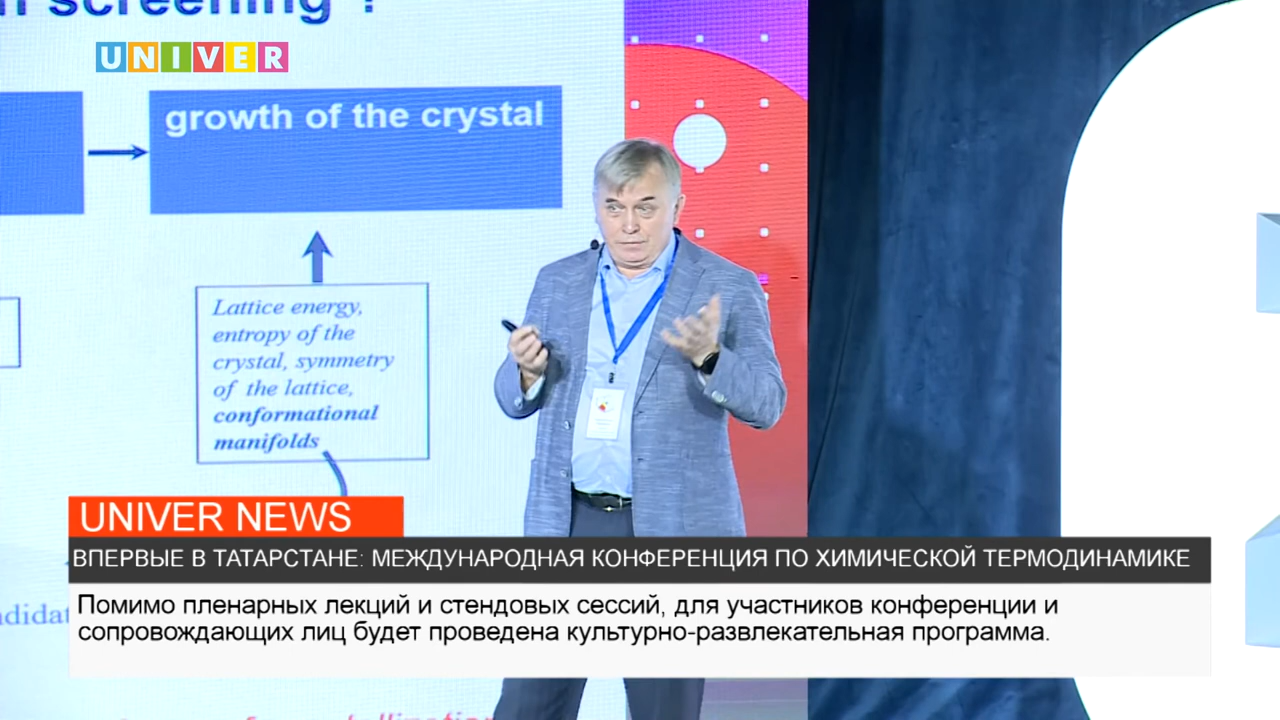 screening ?
UNIVER
growth of the crystal
Lattice energy,
entropy of the
crystal, symmetry
of the lattice,
conformational
manifolds
UNIVER NEWS
ВПЕРВЫЕ В ТАТАРСТАНЕ: МЕЖДУНАРОДНАЯ КОНФЕРЕНЦИЯ ПО ХИМИЧЕСКОЙ ТЕРМОДИНАМИКЕ
Помимо пленарных лекций и стендовых сессий, для участников конференции и
сопровождающих лиц будет проведена культурно-развлекательная программа.